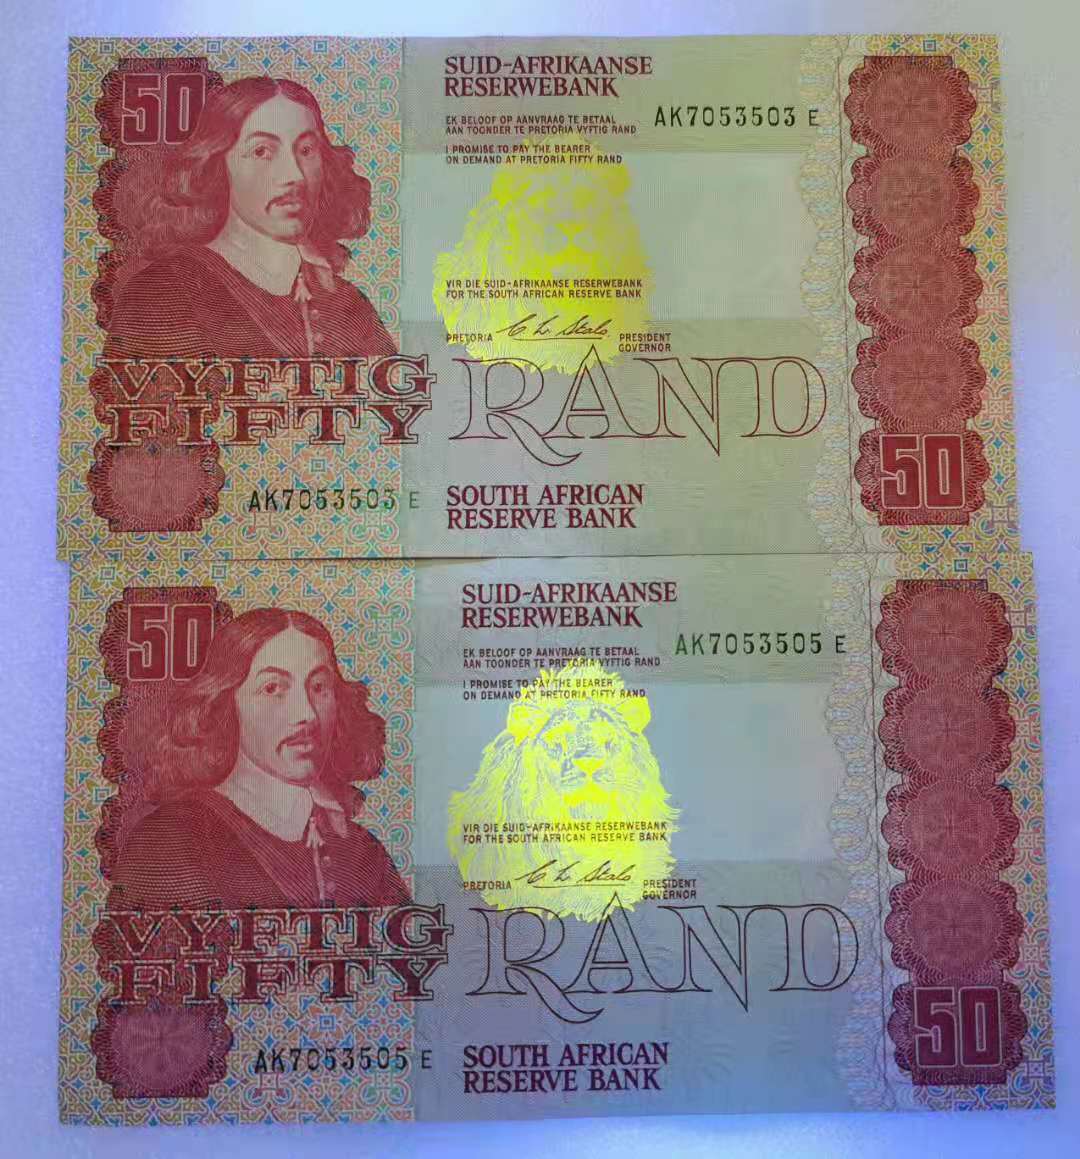 50
SUID-AFRIKAANSE
RESERWEBANK
EK BELOOF OP AANVRAAG TE BETAAL
AAN TOONDER TE PRETORIA VYFTIG RAND
AK7053503 E
I PROMISE TO PAY THE BEARER
ON DEMAND AT PRETORIA FIFTY RAND
VIR DIE SUID-AFRIKAANSE RESERWEBANK
FOR THE SOUTH AFRICAN RESERVE BANK
PRETORIA C L Stals PRESIDENT
GOVERNOR
VYFTIG
FIFTY
RAND
50
AK7053503 E
SOUTH AFRICAN
RESERVE BANK
50
SUID-AFRIKAANSE
RESERWEBANK
EK BELOOF OP AANVRAAG TE BETAAL
AAN TOONDER TE PRETORIA VYFTIG RAND
AK7053505 E
I PROMISE TO PAY THE BEARER
ON DEMAND AT PRETORIA FIFTY RAND
VIR DIE SUID-AFRIKAANSE RESERWEBANK
FOR THE SOUTH AFRICAN RESERVE BANK
PRETORIA C L Stals PRESIDENT
GOVERNOR
VYFTIG
FIFTY
RAND
50
AK7053505 E
SOUTH AFRICAN
RESERVE BANK